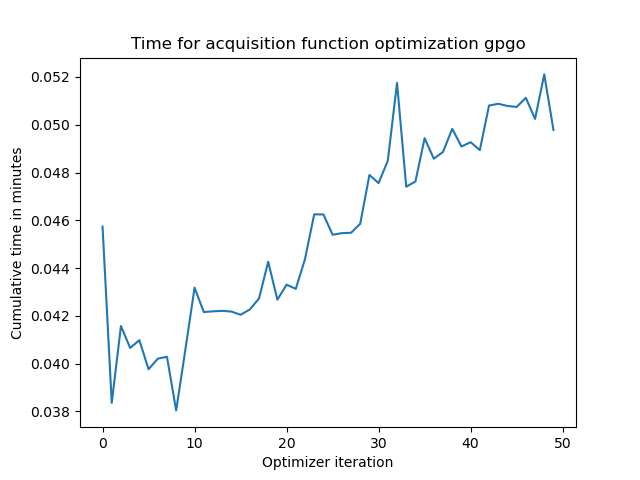 Time for acquisition function optimization gpgo
Cumulative time in minutes
0.052
0.050
0.048
0.046
0.044
0.042
0.040
0.038
0 10 20 30 40 50
Optimizer iteration